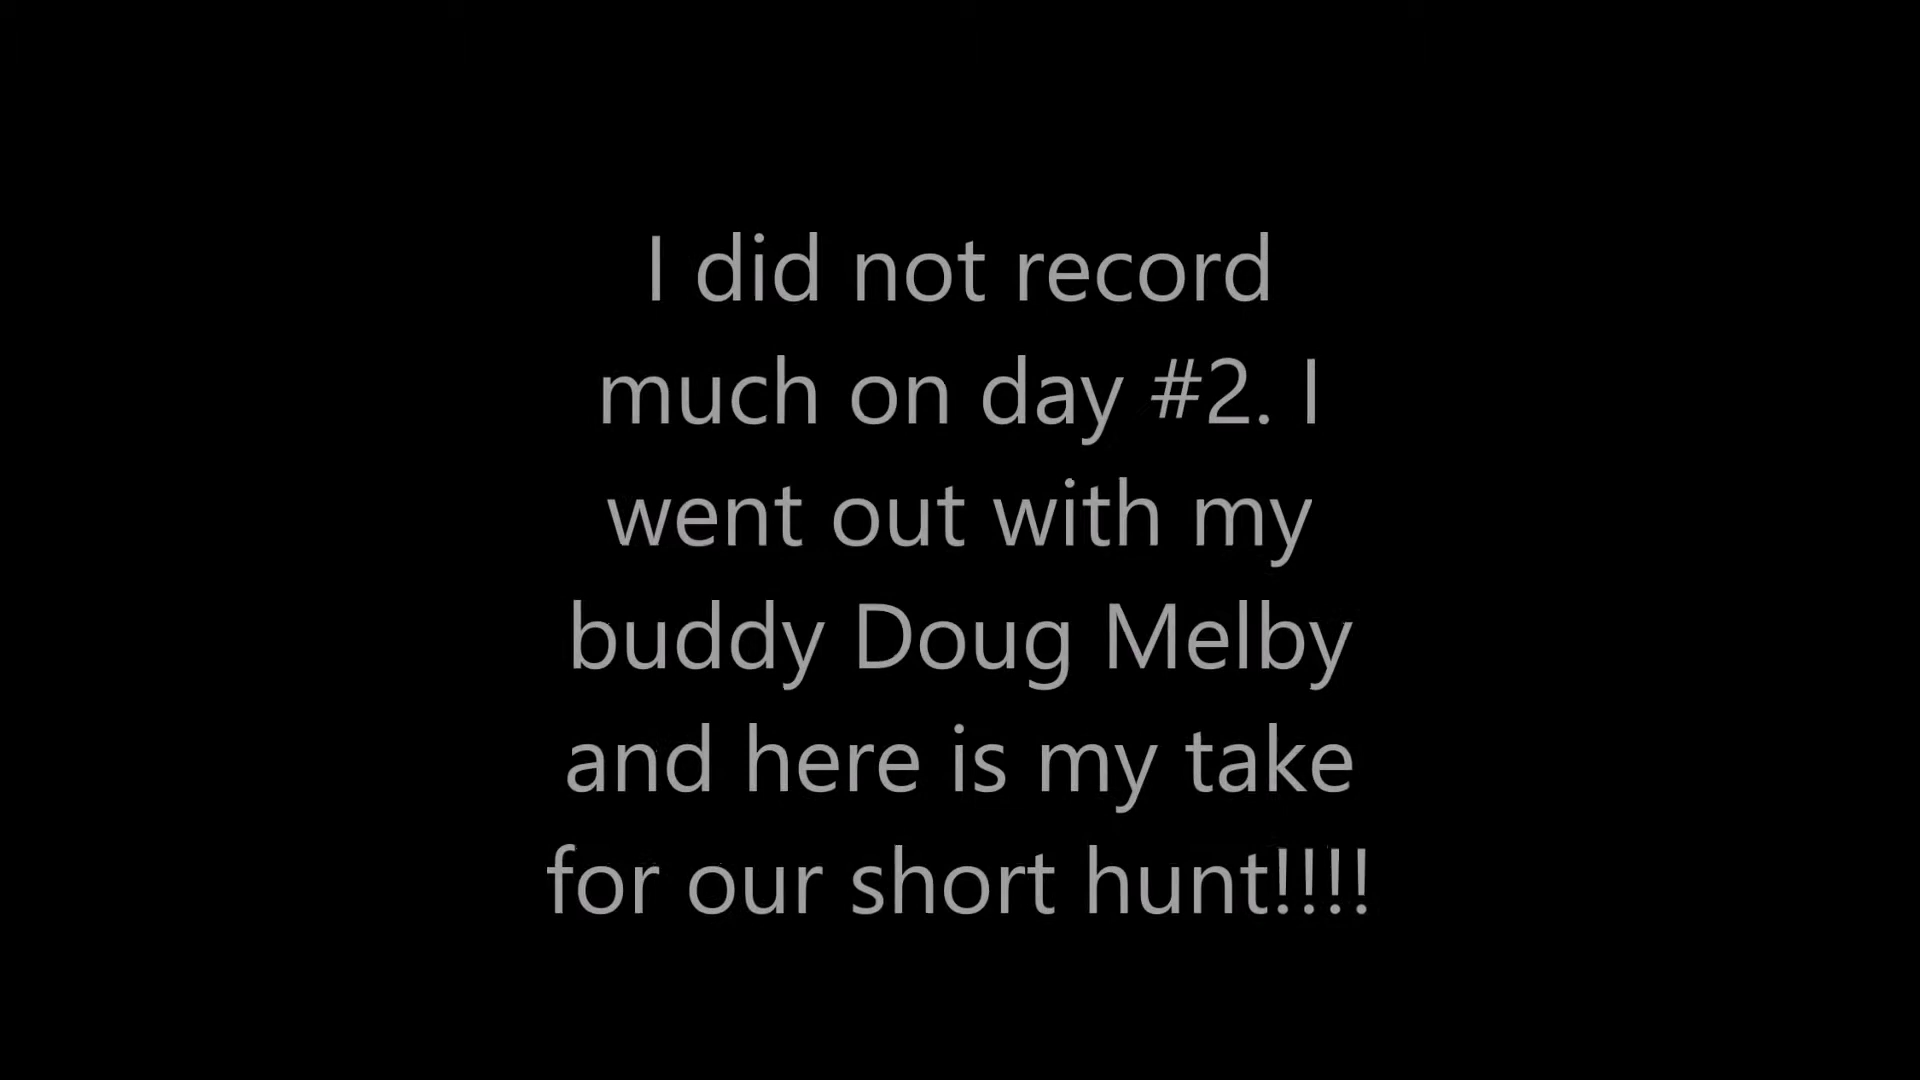 I did not record
much on day #2. I
went out with my
buddy Doug Melby
and here is my take
for our short hunt!!!!